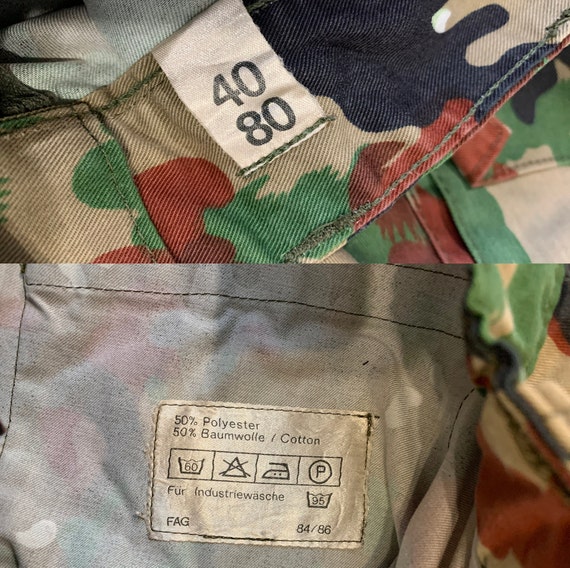 40
80
50% Polyester
50% Baumwolle / Cotton
60 P
Für Industriewäsche 95
FAG 84/86